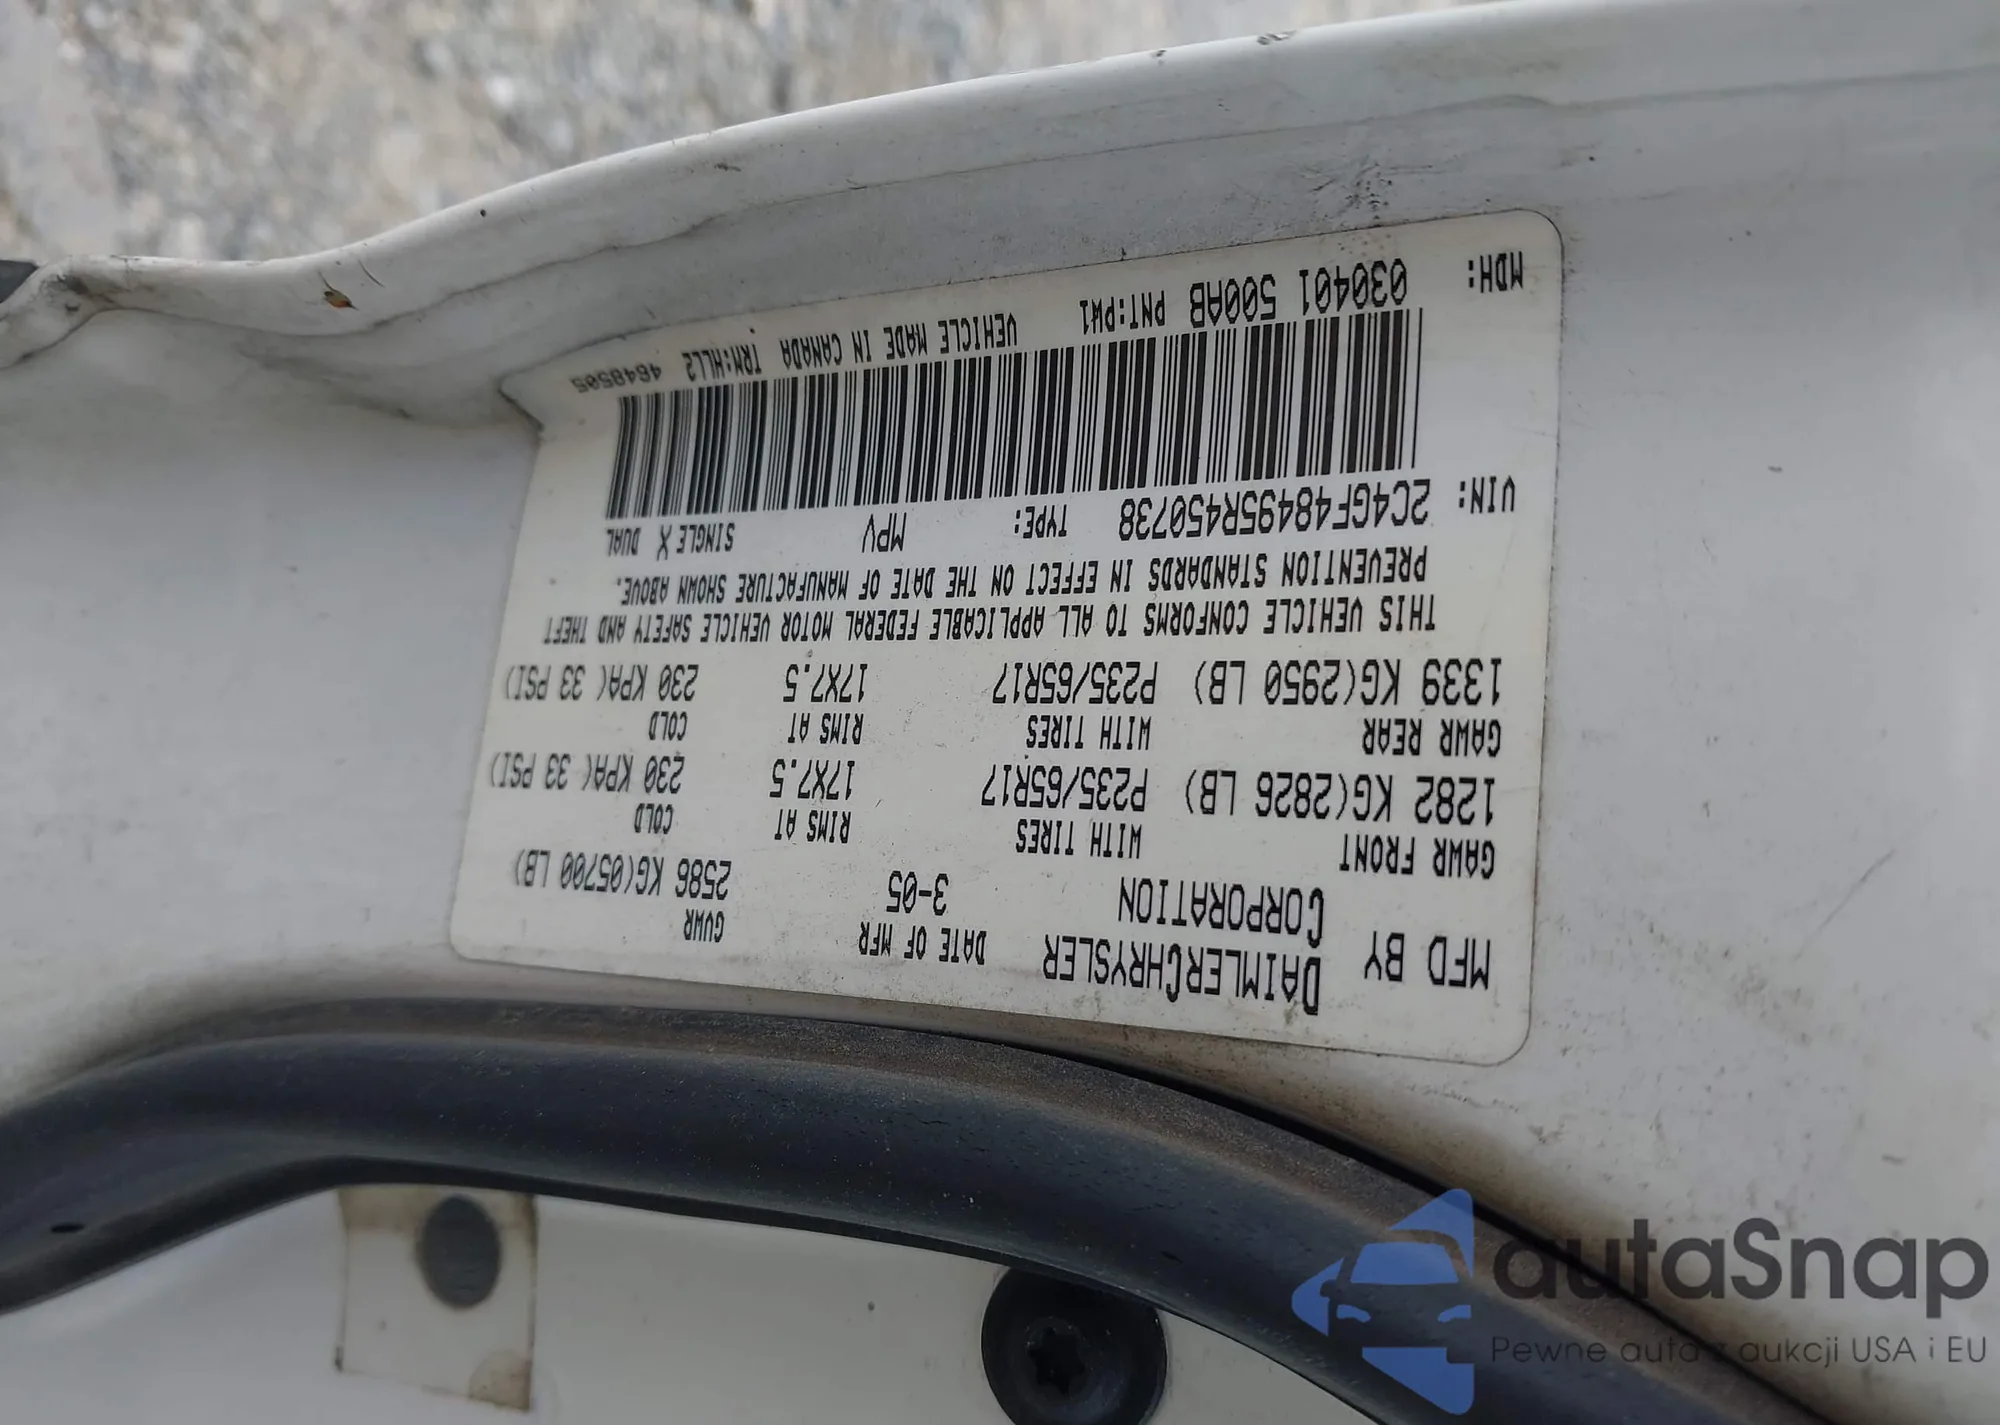 MFD BY DAIMLERCHRYSLER CORPORATION DATE OF MFR 3-05 GVWR 2586 KG(05700 LB)
GAWR FRONT WITH TIRES RIMS AT COLD
1282 KG(2826 LB) P235/65R17 17X7.5 230 KPA( 33 PSI)
GAWR REAR WITH TIRES RIMS AT COLD
1339 KG(2950 LB) P235/65R17 17X7.5 230 KPA( 33 PSI)
THIS VEHICLE CONFORMS TO ALL APPLICABLE FEDERAL MOTOR VEHICLE SAFETY AND THEFT
PREVENTION STANDARDS IN EFFECT ON THE DATE OF MANUFACTURE SHOWN ABOVE.
VIN: 2C4GF48495R450738 TYPE: MPV SINGLE X DUAL
MDH: 030401 500AB PNT:PW1 VEHICLE MADE IN CANADA TRM:HLL2 4648505
autaSnap
Pewne auta z aukcji USA i EU